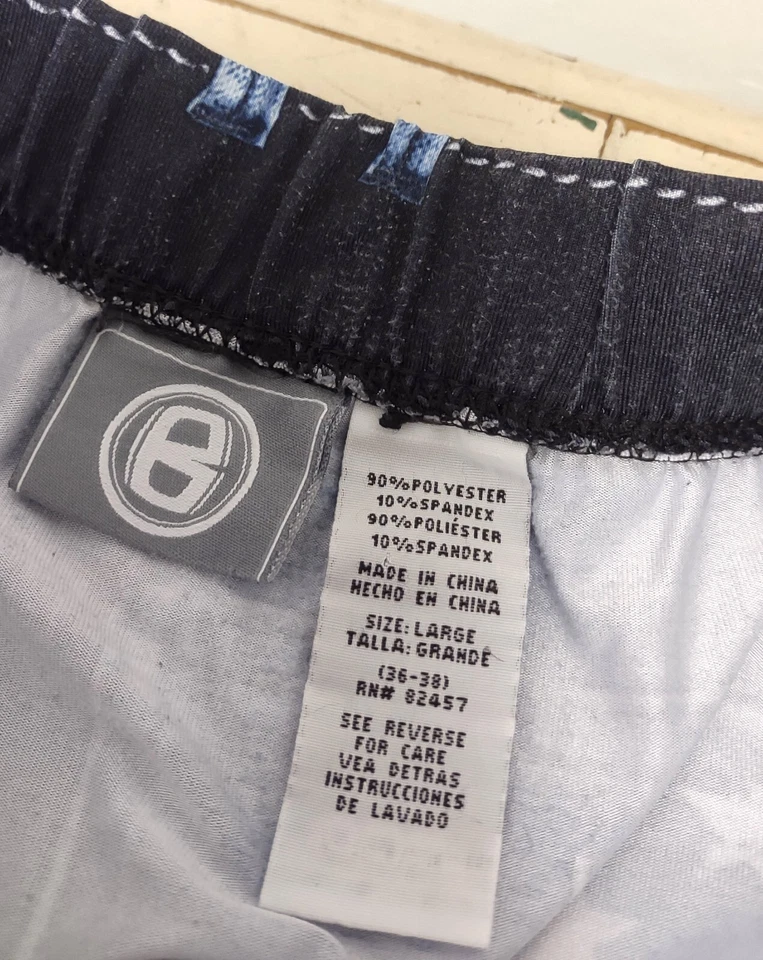 90%POLYESTER
10%SPANDEX
90%POLIÉSTER
10%SPANDEX
MADE IN CHINA
HECHO EN CHINA
SIZE: LARGE
TALLA: GRANDE
(36-38)
RN# 82457
SEE REVERSE
FOR CARE
VEA DETRAS
INSTRUCCIONES
DE LAVADO